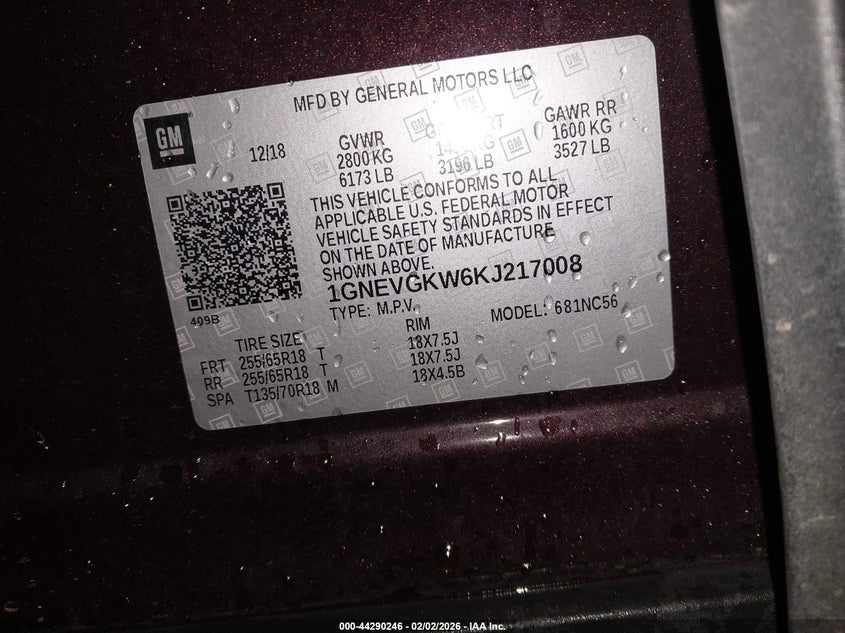 MFD BY GENERAL MOTORS LLC
GM
12/18
GVWR
2800 KG
6173 LB
3196 LB
GAWR RR
1600 KG
3527 LB
THIS VEHICLE CONFORMS TO ALL
APPLICABLE U.S. FEDERAL MOTOR
VEHICLE SAFETY STANDARDS IN EFFECT
ON THE DATE OF MANUFACTURE
SHOWN ABOVE.
1GNEVGKW6KJ217008
409B
TYPE: M.P.V. MODEL: 681NC56
TIRE SIZE RIM
FRT 255/65R18 T 18X7.5J
RR 255/65R18 T 18X7.5J
SPA T135/70R18 M 18X4.5B
000-44290246 - 02/02/2026 - IAA Inc.